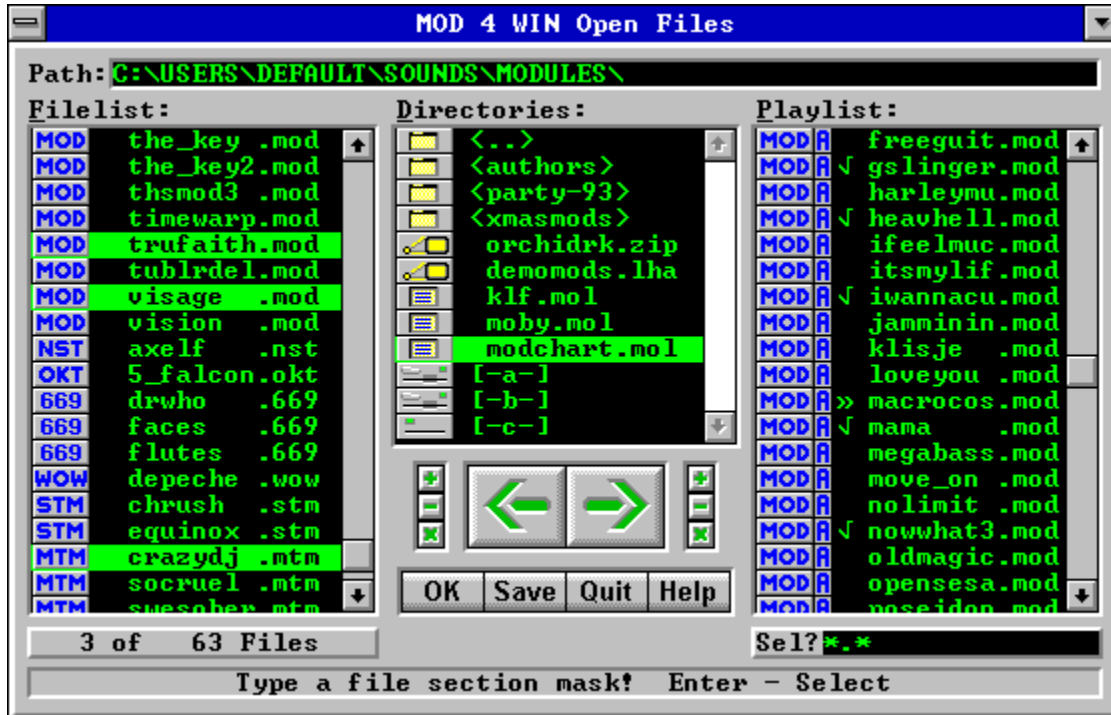 MOD 4 WIN Open Files
Path: C:\USERS\DEFAULT\SOUNDS\MODULES\
Filelist:
MOD the_key .mod
MOD the_key2.mod
MOD thsmod3 .mod
MOD timewarp.mod
MOD trufaith.mod
MOD tublrdel.mod
MOD visage .mod
MOD vision .mod
NST axelf .nst
OKT 5_falcon.okt
669 drwho .669
669 faces .669
669 flutes .669
WOW depeche .wow
STM chrush .stm
STM equinox .stm
MTM crazydj .mtm
MTM socruel .mtm
MTM swesober.mtm
3 of 63 Files
Directories:
<..>
<authors>
<party-93>
<xmasmods>
orchidrk.zip
demomods.lha
klf.mol
moby.mol
modchart.mol
[-a-]
[-b-]
[-c-]
OK Save Quit Help
Playlist:
MOD A freeguit.mod
MOD A √ gslinger.mod
MOD A harleymu.mod
MOD A √ heavhell.mod
MOD A ifeelmuc.mod
MOD A itsmylif.mod
MOD A √ iwannacu.mod
MOD A jamminin.mod
MOD A klisje .mod
MOD A loveyou .mod
MOD A » macrocos.mod
MOD A √ mama .mod
MOD A megabass.mod
MOD A move_on .mod
MOD A nolimit .mod
MOD A √ nowwhat3.mod
MOD A oldmagic.mod
MOD A opensesa.mod
MOD A poseidon.mod
Sel? *.*
Type a file section mask! Enter - Select